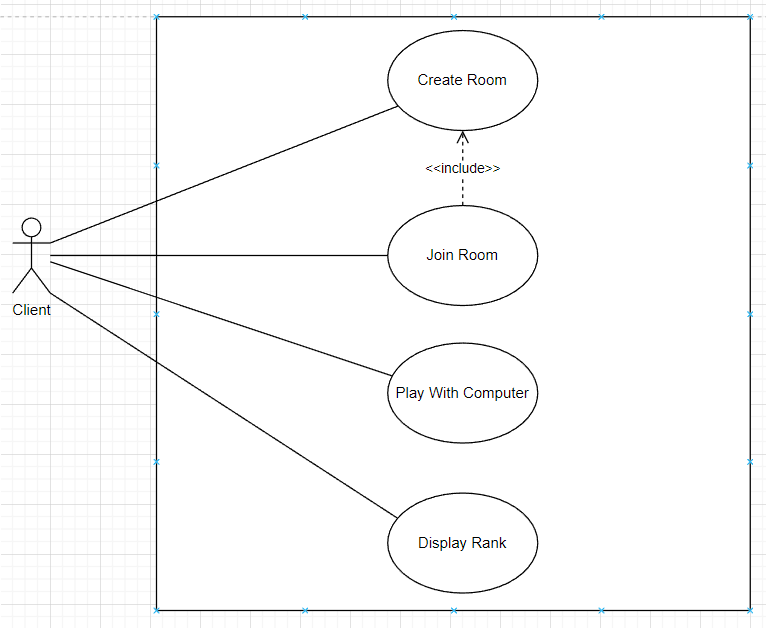 Create Room
<<include>>
Join Room
Client
Play With Computer
Display Rank